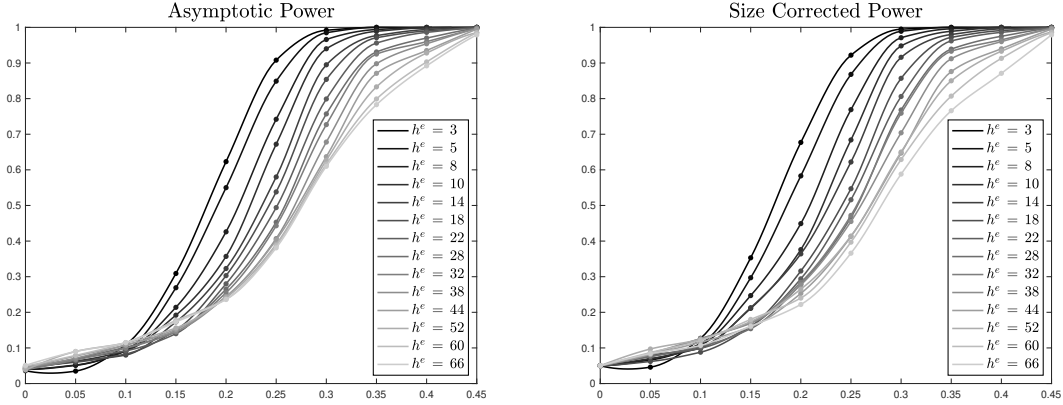 Asymptotic Power
1
0.9
0.8
0.7
0.6
0.5
0.4
0.3
0.2
0.1
0
0 0.05 0.1 0.15 0.2 0.25 0.3 0.35 0.4 0.45
h^e = 3
h^e = 5
h^e = 8
h^e = 10
h^e = 14
h^e = 18
h^e = 22
h^e = 28
h^e = 32
h^e = 38
h^e = 44
h^e = 52
h^e = 60
h^e = 66
Size Corrected Power
1
0.9
0.8
0.7
0.6
0.5
0.4
0.3
0.2
0.1
0
0 0.05 0.1 0.15 0.2 0.25 0.3 0.35 0.4 0.45
h^e = 3
h^e = 5
h^e = 8
h^e = 10
h^e = 14
h^e = 18
h^e = 22
h^e = 28
h^e = 32
h^e = 38
h^e = 44
h^e = 52
h^e = 60
h^e = 66